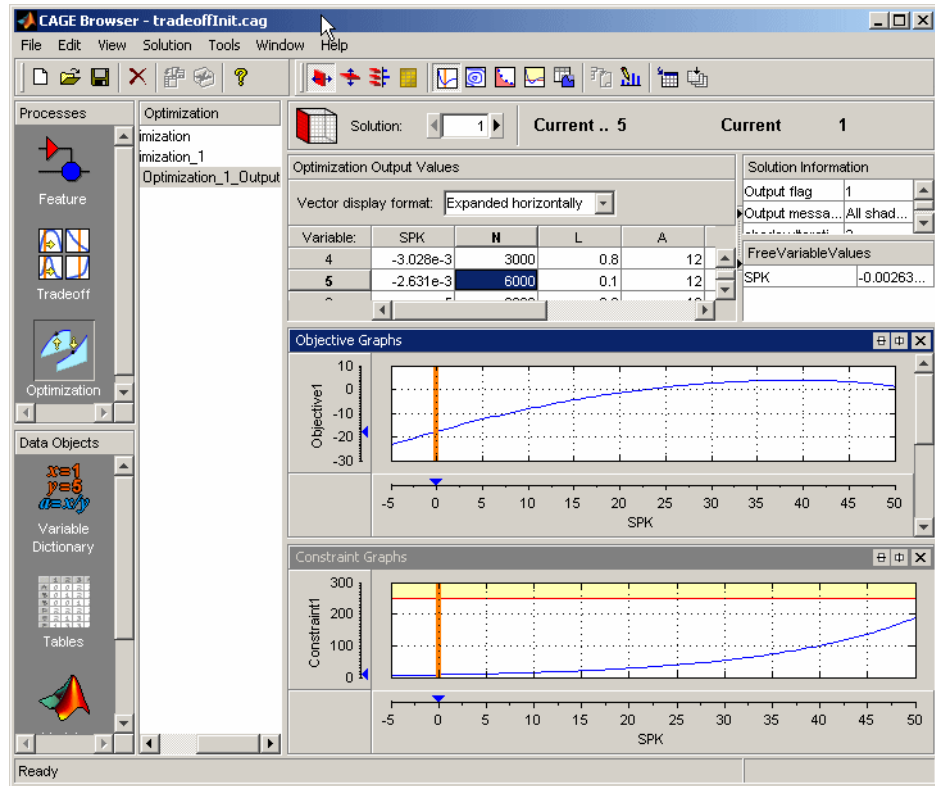 CAGE Browser - tradeoffInit.cag
File Edit View Solution Tools Window Help
Processes
Feature
Tradeoff
Optimization
Data Objects
x=1
y=5
a=x/y
Variable
Dictionary
Tables
Optimization
imization
imization_1
Optimization_1_Output
Solution: 1 Current .. 5 Current 1
Optimization Output Values
Vector display format: Expanded horizontally
Variable: SPK N L A
4 -3.028e-3 3000 0.8 12
5 -2.631e-3 6000 0.1 12
Solution Information
Output flag 1
Output messa... All shad...
FreeVariableValues
SPK -0.00263...
Objective Graphs
Objective1
10
0
-10
-20
-30
-5 0 5 10 15 20 25 30 35 40 45 50
SPK
Constraint Graphs
Constraint1
300
200
100
0
-5 0 5 10 15 20 25 30 35 40 45 50
SPK
Ready